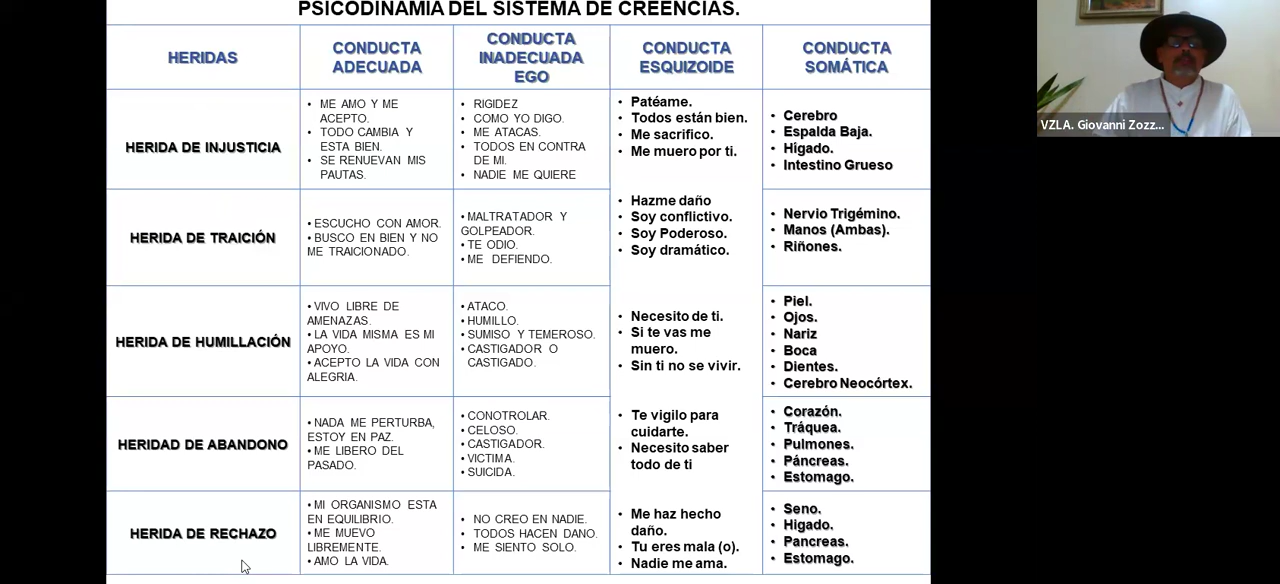 PSICODINAMIA DEL SISTEMA DE CREENCIAS.
HERIDAS
CONDUCTA
ADECUADA
CONDUCTA
INADECUADA
EGO
CONDUCTA
ESQUIZOIDE
CONDUCTA
SOMÁTICA
HERIDA DE INJUSTICIA
• ME AMO Y ME
ACEPTO.
• TODO CAMBIA Y
ESTA BIEN.
• SE RENUEVAN MIS
PAUTAS.
• RIGIDEZ
• COMO YO DIGO.
• ME ATACAS.
• TODOS EN CONTRA
DE MI.
• NADIE ME QUIERE
• Patéame.
• Todos están bien.
• Me sacrifico.
• Me muero por ti.
• Cerebro
• Espalda Baja.
• Hígado.
• Intestino Grueso
HERIDA DE TRAICIÓN
• ESCUCHO CON AMOR.
• BUSCO EN BIEN Y NO
ME TRAICIONADO.
• MALTRATADOR Y
GOLPEADOR.
• TE ODIO.
• ME DEFIENDO.
• Hazme daño
• Soy conflictivo.
• Soy Poderoso.
• Soy dramático.
• Nervio Trigémino.
• Manos (Ambas).
• Riñones.
HERIDA DE HUMILLACIÓN
• VIVO LIBRE DE
AMENAZAS.
• LA VIDA MISMA ES MI
APOYO.
• ACEPTO LA VIDA CON
ALEGRIA.
• ATACO.
• HUMILLO.
• SUMISO Y TEMEROSO.
• CASTIGADOR O
CASTIGADO.
• Necesito de ti.
• Si te vas me
muero.
• Sin ti no se vivir.
• Piel.
• Ojos.
• Nariz
• Boca
• Dientes.
• Cerebro Neocórtex.
HERIDAD DE ABANDONO
• NADA ME PERTURBA,
ESTOY EN PAZ.
• ME LIBERO DEL
PASADO.
• CONOTROLAR.
• CELOSO.
• CASTIGADOR.
• VICTIMA.
• SUICIDA.
• Te vigilo para
cuidarte.
• Necesito saber
todo de ti
• Corazón.
• Tráquea.
• Pulmones.
• Páncreas.
• Estomago.
HERIDA DE RECHAZO
• MI ORGANISMO ESTA
EN EQUILIBRIO.
• ME MUEVO
LIBREMENTE.
• AMO LA VIDA.
• NO CREO EN NADIE.
• TODOS HACEN DANO.
• ME SIENTO SOLO.
• Me haz hecho
daño.
• Tu eres mala (o).
• Nadie me ama.
• Seno.
• Higado.
• Pancreas.
• Estomago.
VZLA. Giovanni Zozz...